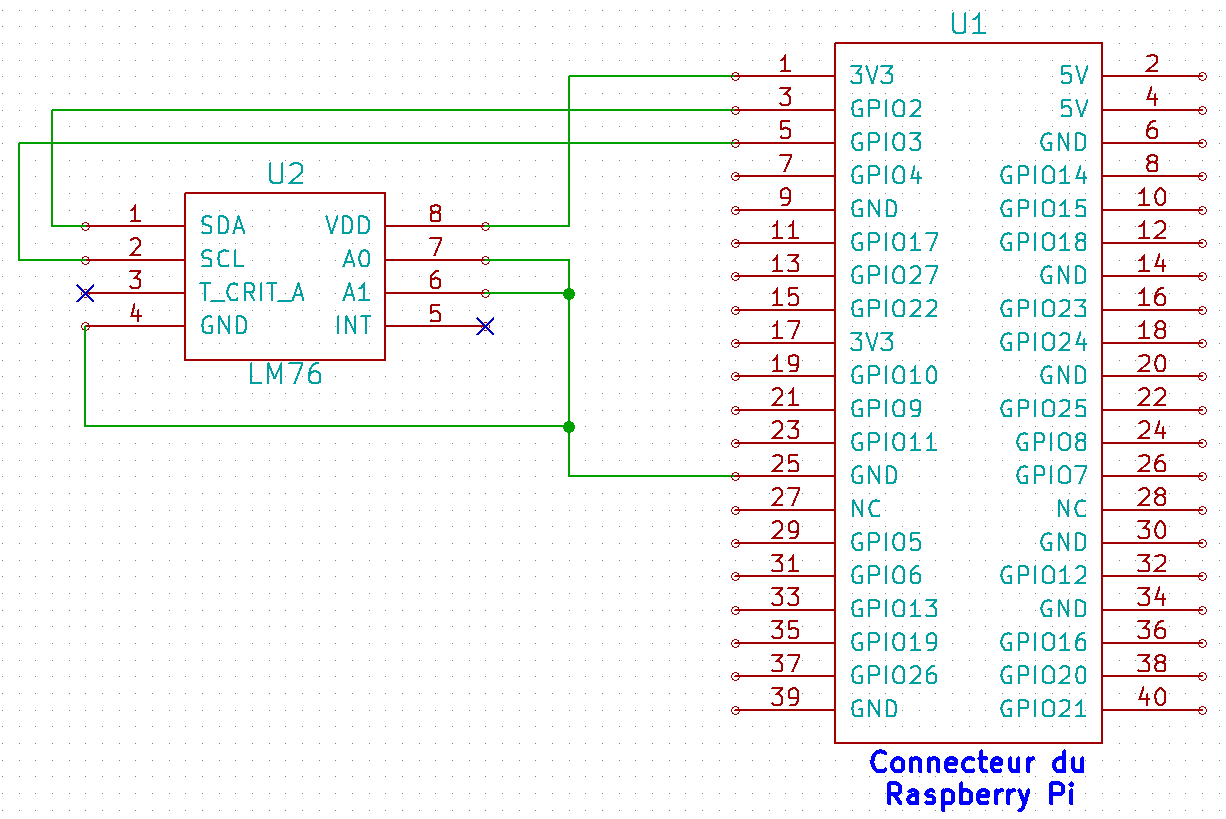 U1
1 3V3 5V 2
3 GPIO2 5V 4
5 GPIO3 GND 6
7 GPIO4 GPIO14 8
9 GND GPIO15 10
11 GPIO17 GPIO18 12
13 GPIO27 GND 14
15 GPIO22 GPIO23 16
17 3V3 GPIO24 18
19 GPIO10 GND 20
21 GPIO9 GPIO25 22
23 GPIO11 GPIO8 24
25 GND GPIO7 26
27 NC NC 28
29 GPIO5 GND 30
31 GPIO6 GPIO12 32
33 GPIO13 GND 34
35 GPIO19 GPIO16 36
37 GPIO26 GPIO20 38
39 GND GPIO21 40
Connecteur du
Raspberry Pi
U2
1 SDA VDD 8
2 SCL A0 7
3 T_CRIT_A A1 6
4 GND INT 5
LM76